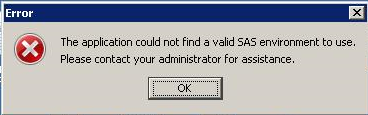 Error
The application could not find a valid SAS environment to use.
Please contact your administrator for assistance.
OK